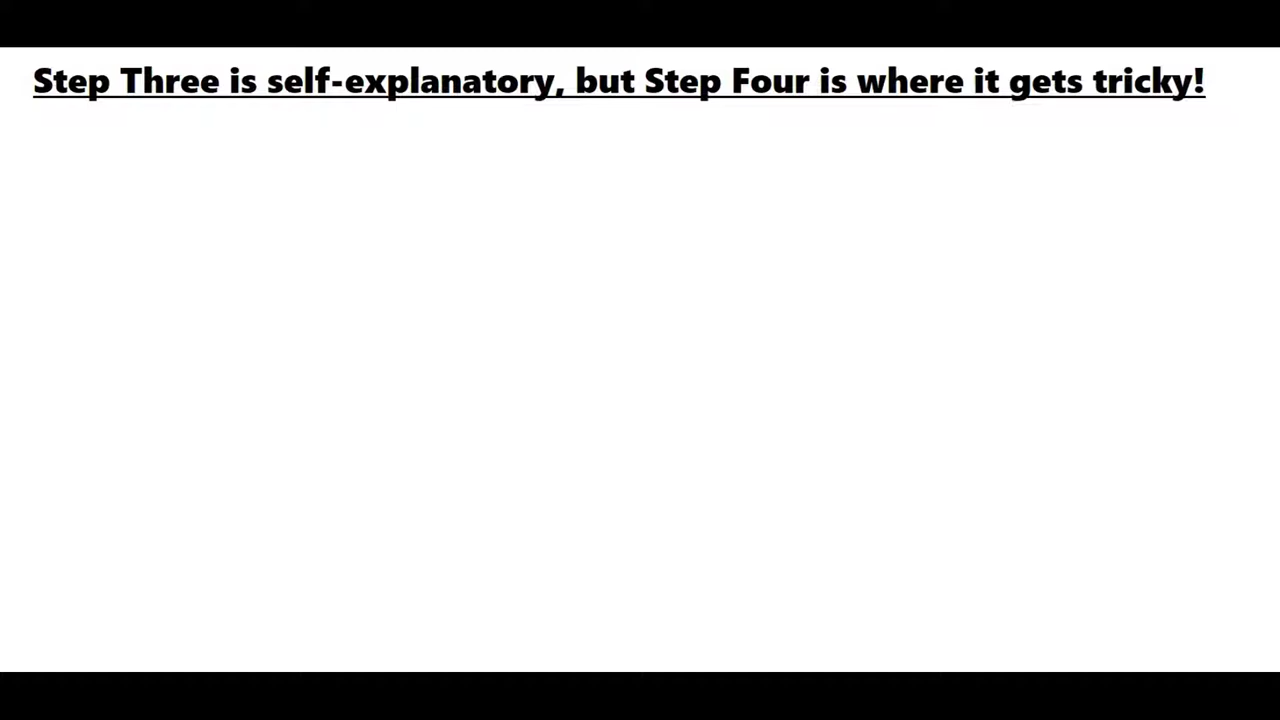 Step Three is self-explanatory, but Step Four is where it gets tricky!